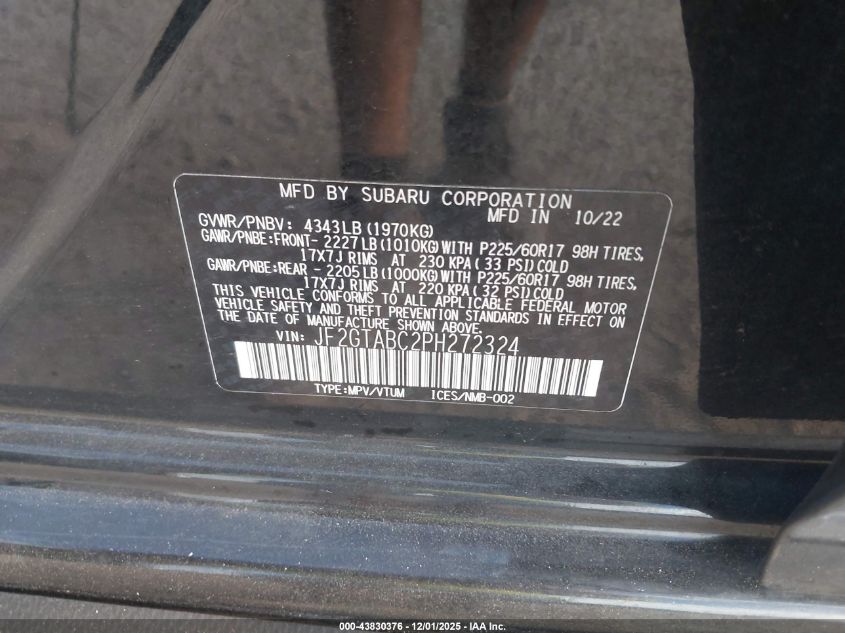 MFD BY SUBARU CORPORATION
MFD IN 10/22
GVWR/PNBV: 4343LB(1970KG)
GAWR/PNBE:FRONT- 2227LB(1010KG)WITH P225/60R17 98H TIRES,
17X7J RIMS AT 230 KPA(33 PSI)COLD
GAWR/PNBE:REAR - 2205LB(1000KG)WITH P225/60R17 98H TIRES,
17X7J RIMS AT 220 KPA(32 PSI)COLD
THIS VEHICLE CONFORMS TO ALL APPLICABLE FEDERAL MOTOR
VEHICLE SAFETY AND THEFT PREVENTION STANDARDS IN EFFECT ON
THE DATE OF MANUFACTURE SHOWN ABOVE.
VIN: JF2GTABC2PH272324
TYPE:MPV/VTUM ICES/NMB-002
000-43830376 - 12/01/2025 - IAA Inc.